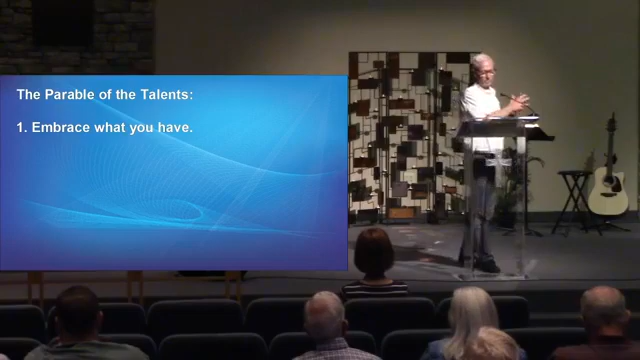 The Parable of the Talents:
1. Embrace what you have.